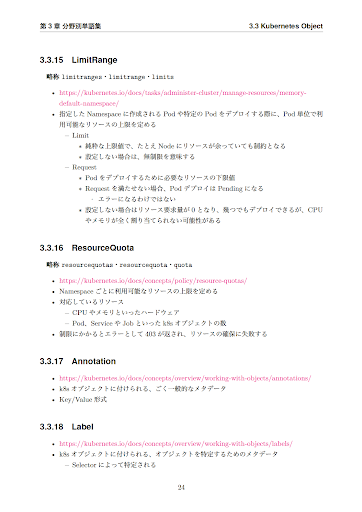 第 3 章 分野別単語集 3.3 Kubernetes Object
3.3.15 LimitRange
略称 limitranges・limitrange・limits
• https://kubernetes.io/docs/tasks/administer-cluster/manage-resources/memory-
default-namespace/
• 指定した Namespace に作成される Pod や特定の Pod をデプロイする際に、Pod 単位で利
用可能なリソースの上限を定める
– Limit
* 純粋な上限値で、たとえ Node にリソースが余っていても制約となる
* 設定しない場合は、無制限を意味する
– Request
* Pod をデプロイするために必要なリソースの下限値
* Request を満たせない場合、Pod デプロイは Pending になる
· エラーになるわけではない
* 設定しない場合はリソース要求量が 0 となり、幾つでもデプロイできるが、CPU
やメモリが全く割り当てられない可能性がある
3.3.16 ResourceQuota
略称 resourcequotas・resourcequota・quota
• https://kubernetes.io/docs/concepts/policy/resource-quotas/
• Namespace ごとに利用可能なリソースの上限を定める
• 対応しているリソース
– CPU やメモリといったハードウェア
– Pod、Service や Job といった k8s オブジェクトの数
• 制限にかかるとエラーとして 403 が返され、リソースの確保に失敗する
3.3.17 Annotation
• https://kubernetes.io/docs/concepts/overview/working-with-objects/annotations/
• k8s オブジェクトに付けられる、ごく一般的なメタデータ
• Key/Value 形式
3.3.18 Label
• https://kubernetes.io/docs/concepts/overview/working-with-objects/labels/
• k8s オブジェクトに付けられる、オブジェクトを特定するためのメタデータ
– Selector によって特定される
24